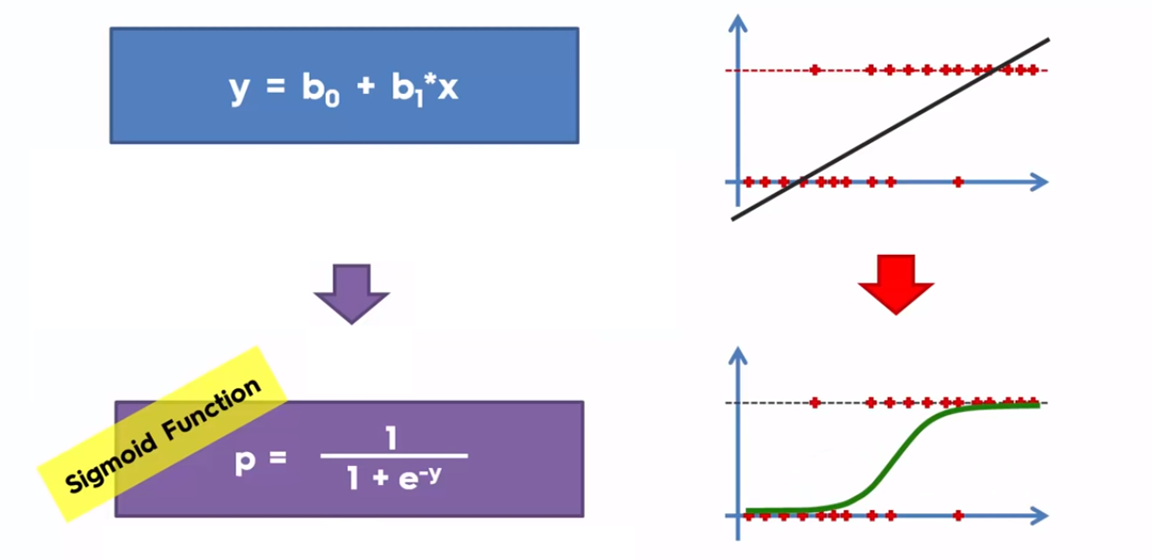 y = b₀ + b₁*x
Sigmoid Function
p = 1 / (1 + e⁻ʸ)